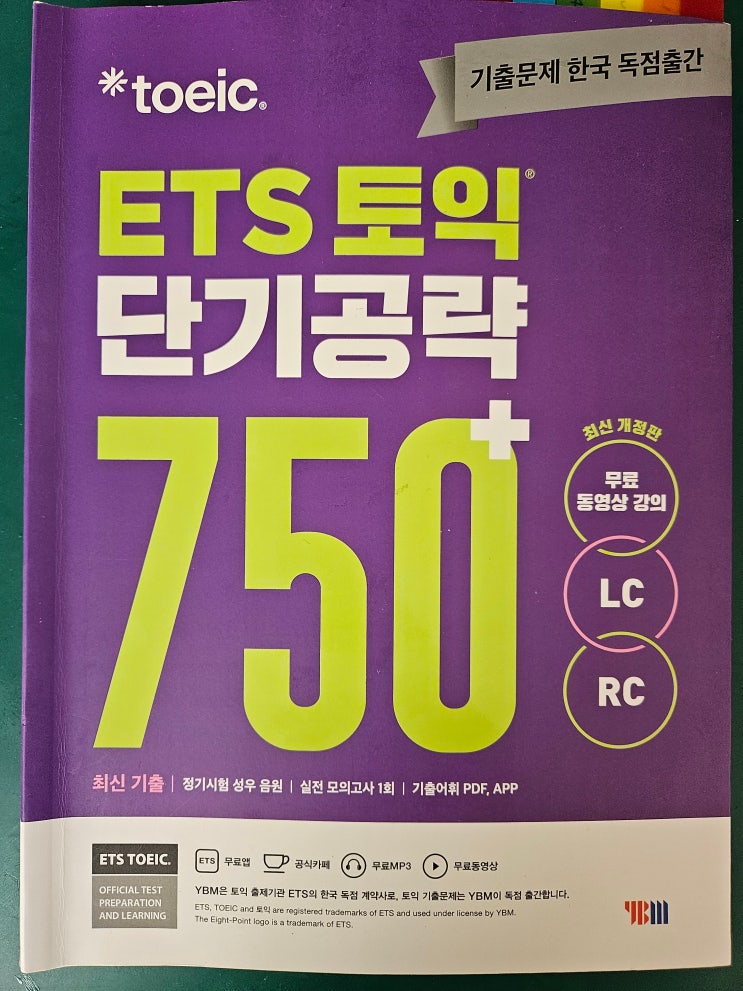 toeic®
기출문제 한국 독점출간
ETS 토익®
단기공략
750+
최신 개정판
무료
동영상 강의
LC
RC
최신 기출 | 정기시험 성우 음원 | 실전 모의고사 1회 | 기출어휘 PDF, APP
ETS TOEIC.
OFFICIAL TEST
PREPARATION
AND LEARNING
ETS 무료앱 공식카페 무료MP3 무료동영상
YBM은 토익 출제기관 ETS의 한국 독점 계약사로, 토익 기출문제는 YBM이 독점 출간합니다.
ETS, TOEIC and 토익 are registered trademarks of ETS and used under license by YBM.
The Eight-Point logo is a trademark of ETS.
YBM